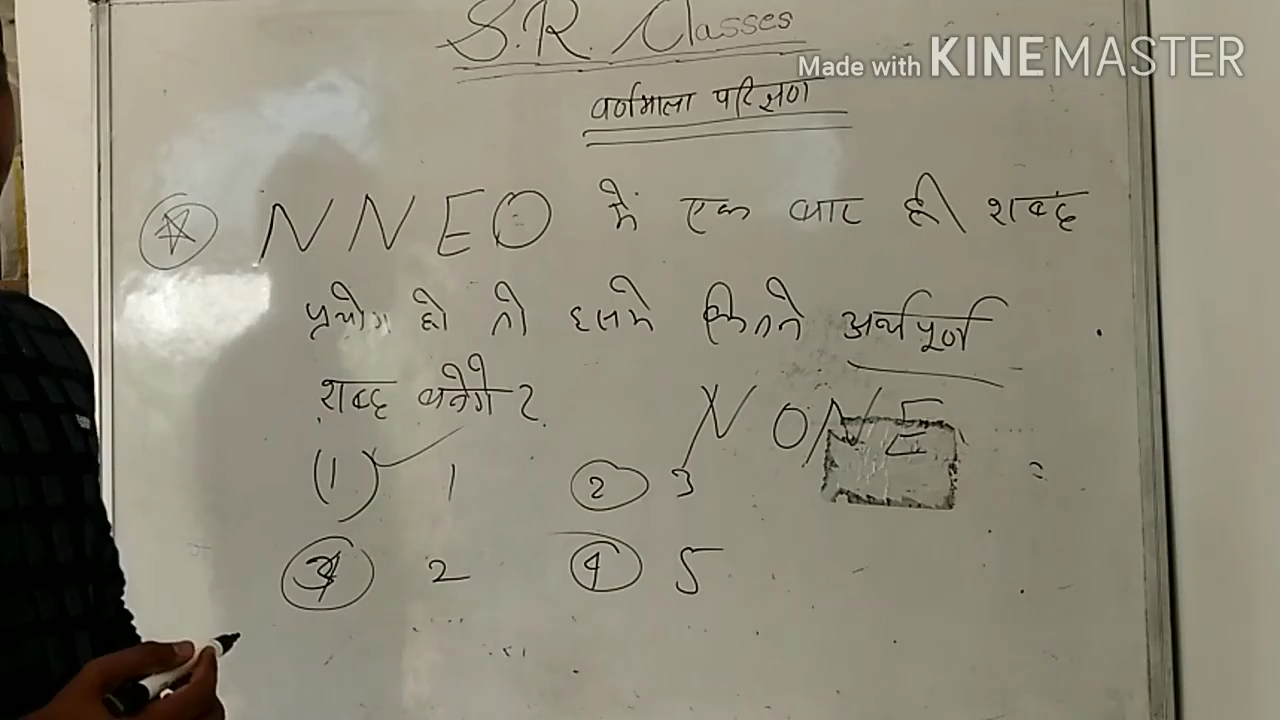 S.R. Classes
Made with KINEMASTER
वर्णमाला परिक्षण
NNEO में एक बार ही शब्द
प्रयोग हो तो इसमे कितने अर्थपूर्ण
शब्द बनेगे ?
NONE
(1) 1 (2) 3
(3) 2 (4) 5